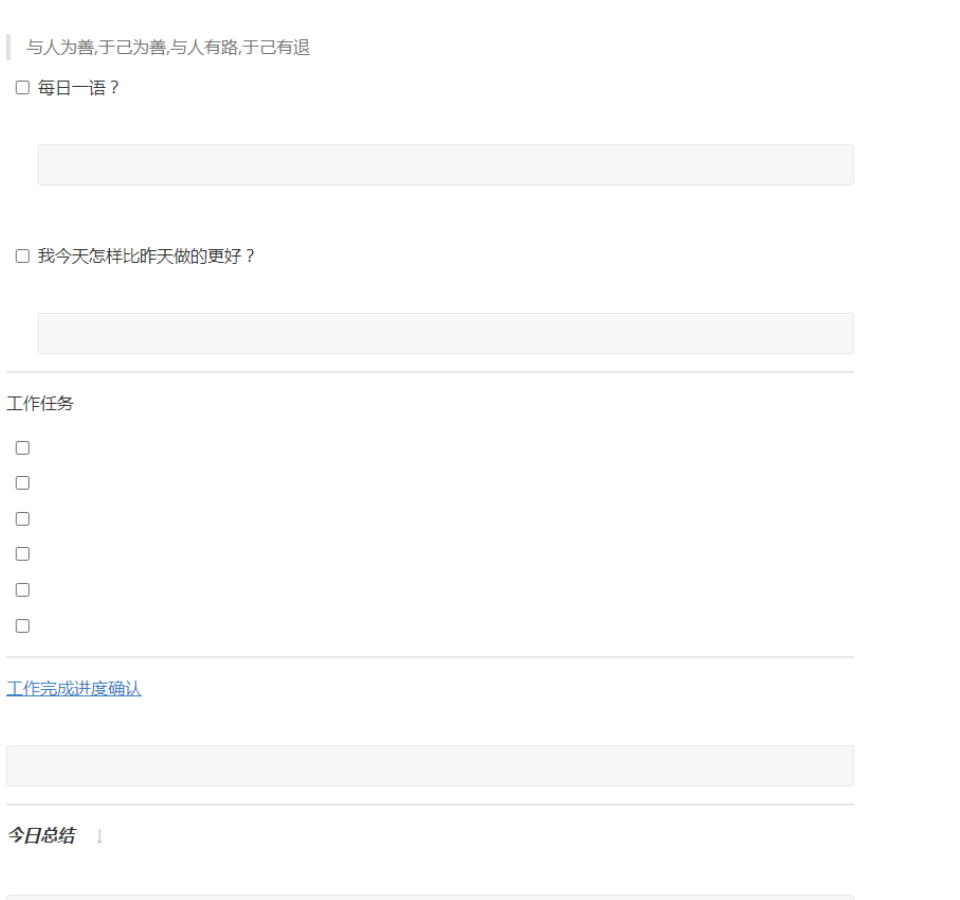 与人为善,于己为善,与人有路,于己有退
每日一语？
我今天怎样比昨天做的更好？
工作任务
工作完成进度确认
今日总结 ↓